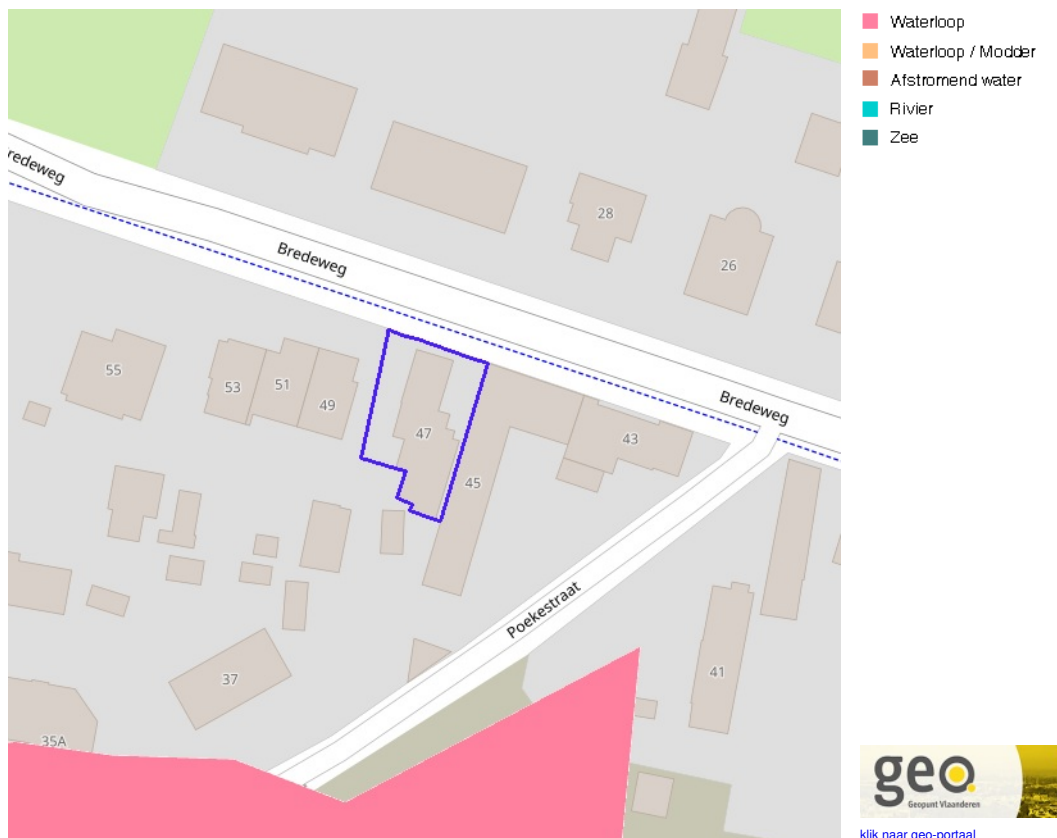 Waterloop
Waterloop / Modder
Afstromend water
Rivier
Zee
redeweg
Bredeweg
28
26
55
53
51
49
47
45
43
Bredeweg
Poekestraat
37
41
35A
geo.
Geopunt Vlaanderen
klik naar geo-portaal